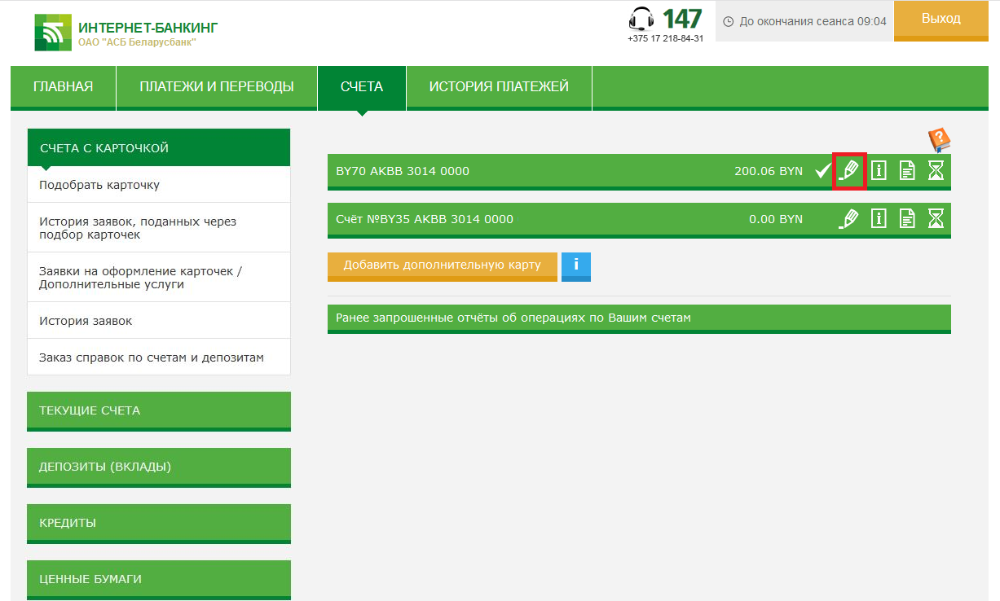 ИНТЕРНЕТ-БАНКИНГ
ОАО "АСБ Беларусбанк"
147
+375 17 218-84-31
До окончания сеанса 09:04
Выход
ГЛАВНАЯ
ПЛАТЕЖИ И ПЕРЕВОДЫ
СЧЕТА
ИСТОРИЯ ПЛАТЕЖЕЙ
СЧЕТА С КАРТОЧКОЙ
Подобрать карточку
История заявок, поданных через
подбор карточек
Заявки на оформление карточек /
Дополнительные услуги
История заявок
Заказ справок по счетам и депозитам
ТЕКУЩИЕ СЧЕТА
ДЕПОЗИТЫ (ВКЛАДЫ)
КРЕДИТЫ
ЦЕННЫЕ БУМАГИ
?
BY70 AKBB 3014 0000 200.06 BYN
Счёт №BY35 AKBB 3014 0000 0.00 BYN
Добавить дополнительную карту
i
Ранее запрошенные отчёты об операциях по Вашим счетам